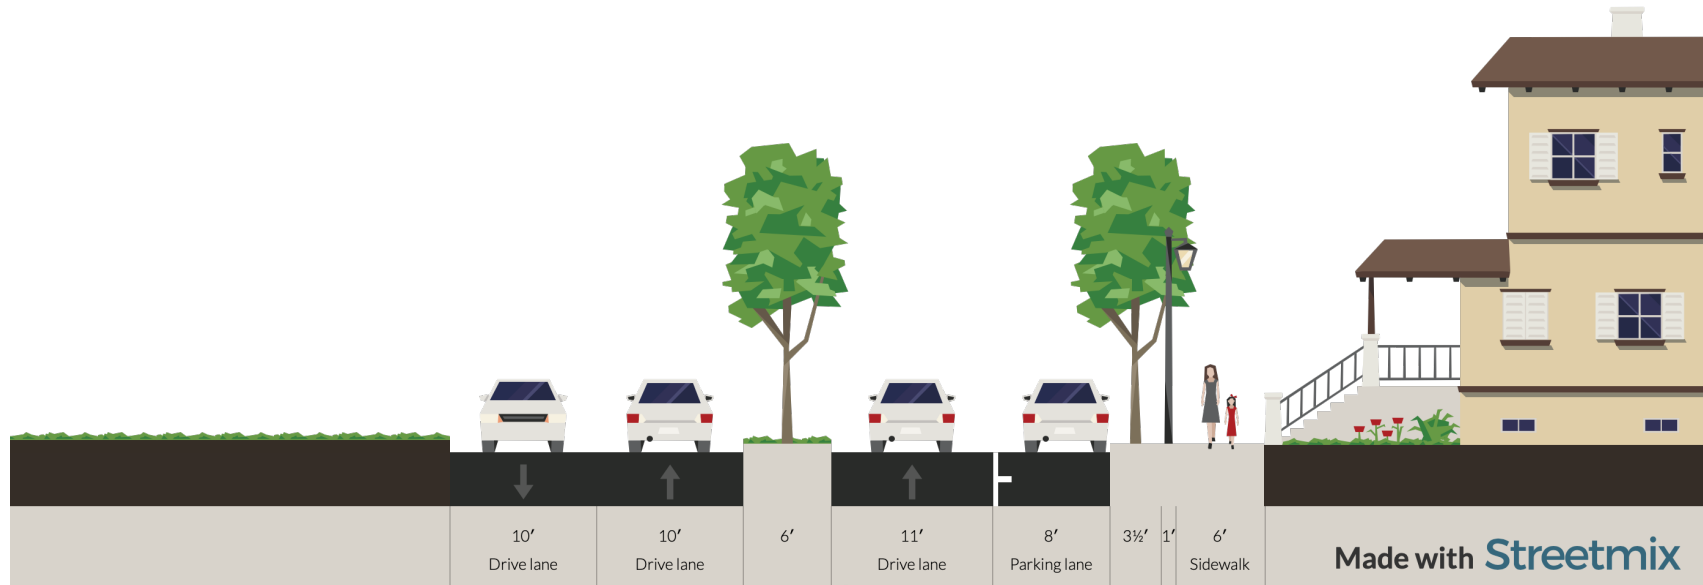 10′
Drive lane
10′
Drive lane
6′
11′
Drive lane
8′
Parking lane
3½′
1′
6′
Sidewalk
Made with Streetmix